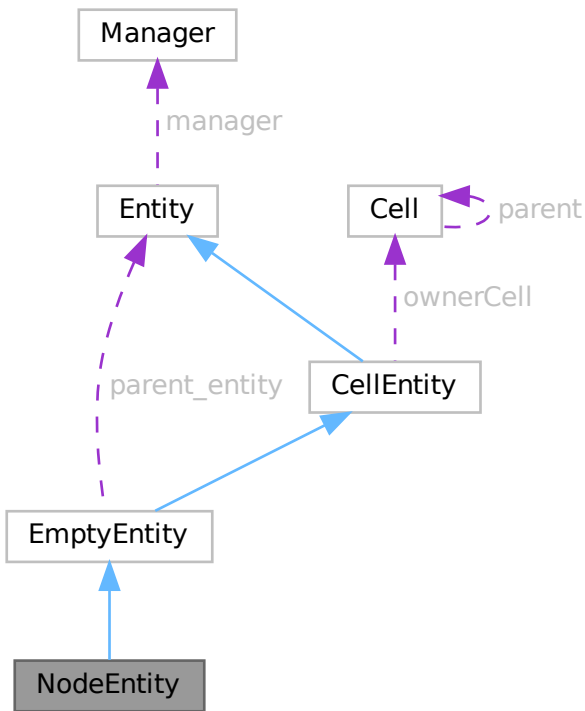 Manager
manager
Entity
Cell
parent
ownerCell
parent_entity
CellEntity
EmptyEntity
NodeEntity